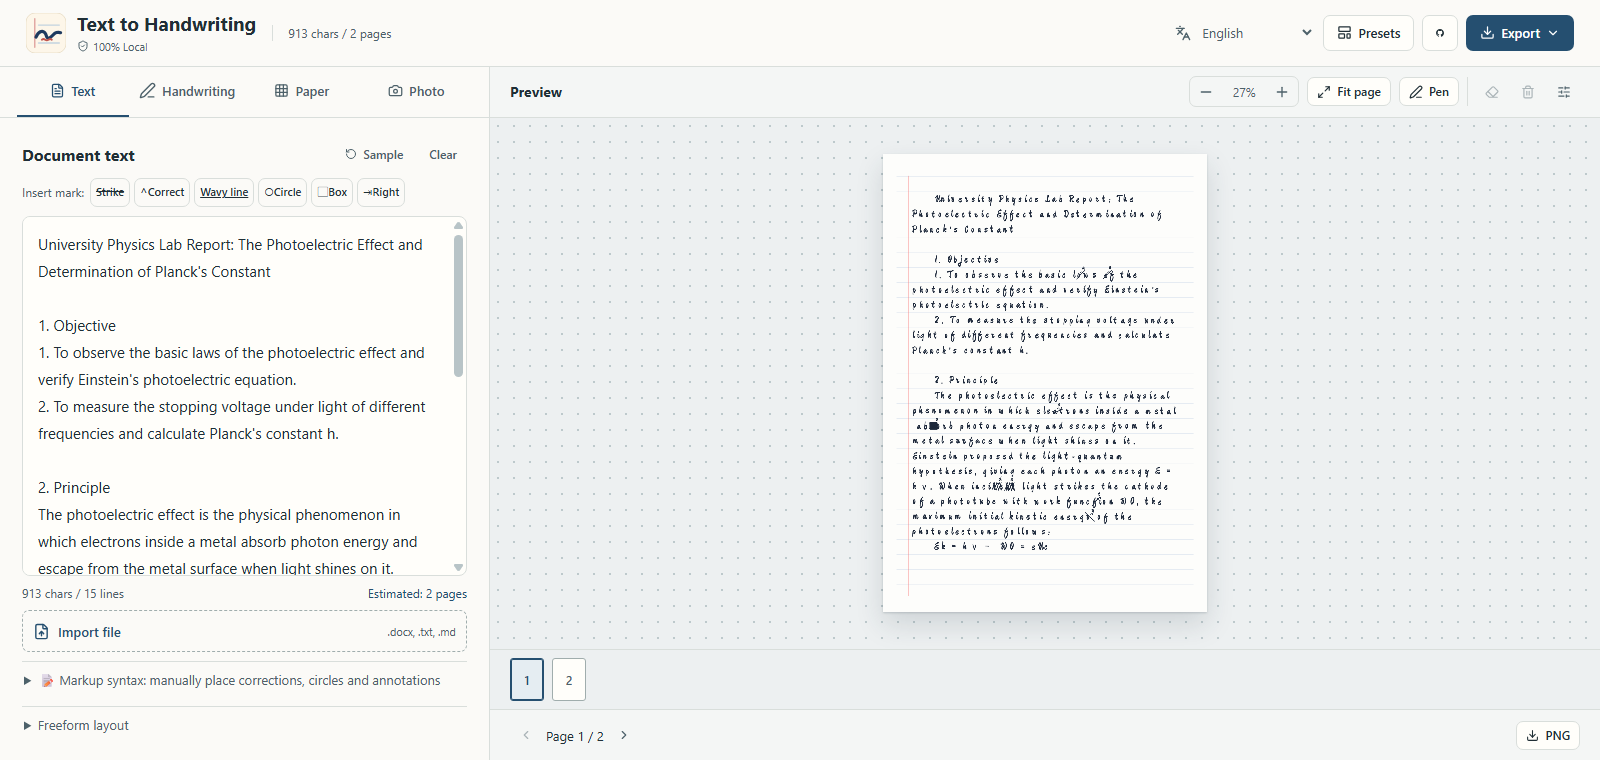 Text to Handwriting
100% Local
913 chars / 2 pages
English
Presets
Export
Text
Handwriting
Paper
Photo
Preview
27%
Fit page
Pen
Document text
Sample
Clear
Insert mark:
Strike
^Correct
Wavy line
○Circle
□Box
⇥Right
University Physics Lab Report: The Photoelectric Effect and
Determination of Planck's Constant
1. Objective
1. To observe the basic laws of the photoelectric effect and
verify Einstein's photoelectric equation.
2. To measure the stopping voltage under light of different
frequencies and calculate Planck's constant h.
2. Principle
The photoelectric effect is the physical phenomenon in
which electrons inside a metal absorb photon energy and
escape from the metal surface when light shines on it.
913 chars / 15 lines
Estimated: 2 pages
Import file
.docx, .txt, .md
Markup syntax: manually place corrections, circles and annotations
Freeform layout
University Physics Lab Report: The
Photoelectric Effect and Determination of
Planck's Constant
1. Objective
1. To observe the basic laws of the
photoelectric effect and verify Einstein's
photoelectric equation.
2. To measure the stopping voltage under
light of different frequencies and calculate
Planck's constant h.
2. Principle
The photoelectric effect is the physical
phenomenon in which electrons inside a metal
absorb photon energy and escape from the
metal surface when light shines on it.
Einstein proposed the light-quantum
hypothesis, giving each photon an energy E =
h ν. When light strikes the cathode
of a phototube with work function W0, the
maximum initial kinetic energy of the
photoelectrons follows:
Ek = h ν - W0 =
1
2
Page 1 / 2
PNG